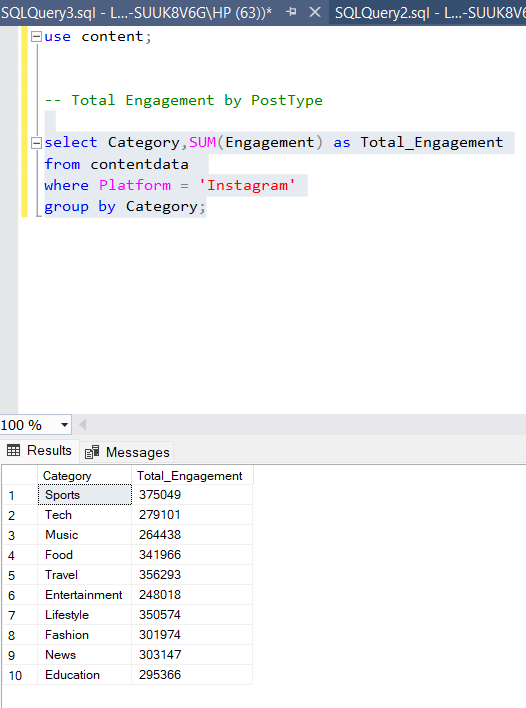 SQLQuery3.sql - L...-SUUK8V6G\HP (63))* SQLQuery2.sql - L...-SUUK8V6
use content;
-- Total Engagement by PostType
select Category,SUM(Engagement) as Total_Engagement
from contentdata
where Platform = 'Instagram'
group by Category;
100 %
Results Messages
Category Total_Engagement
1 Sports 375049
2 Tech 279101
3 Music 264438
4 Food 341966
5 Travel 356293
6 Entertainment 248018
7 Lifestyle 350574
8 Fashion 301974
9 News 303147
10 Education 295366